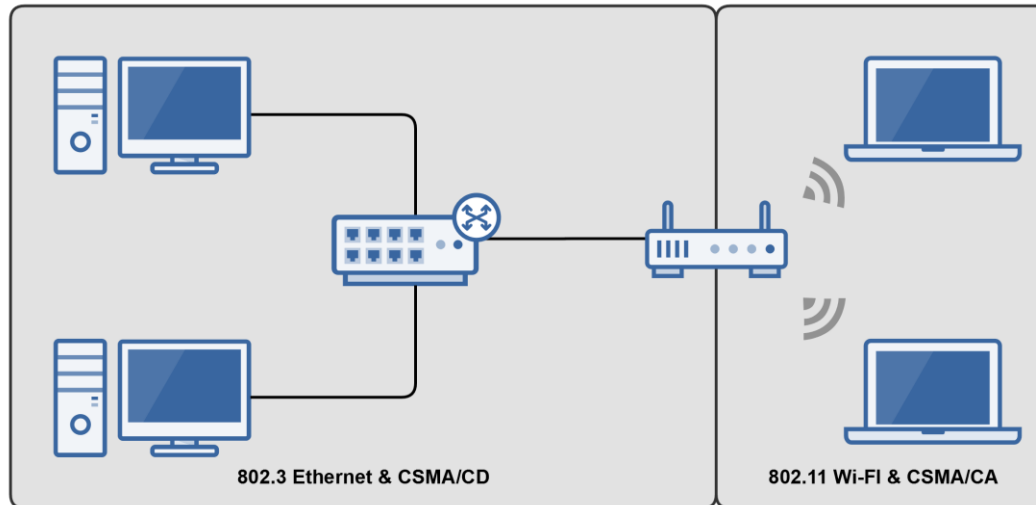 802.3 Ethernet & CSMA/CD
802.11 Wi-FI & CSMA/CA